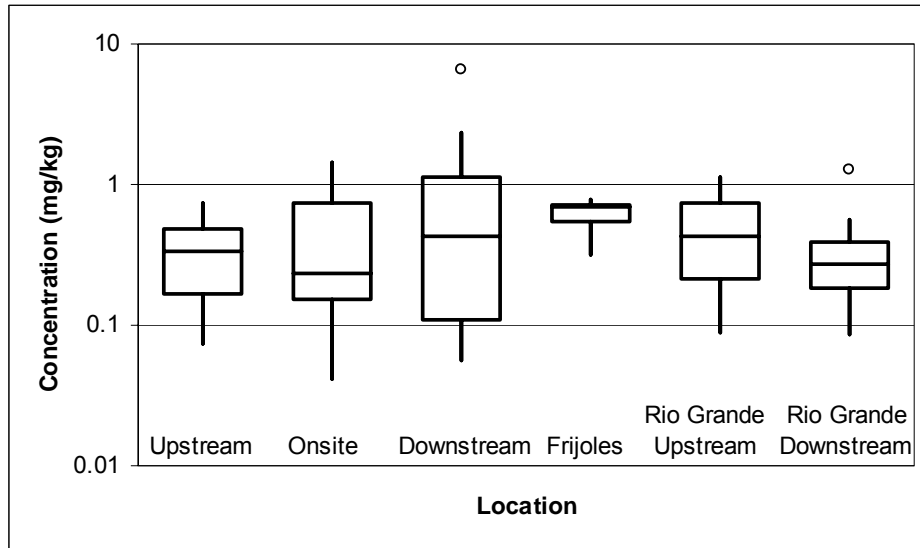 10
1
0.1
0.01
Concentration (mg/kg)
Upstream
Onsite
Downstream
Frijoles
Rio Grande
Upstream
Rio Grande
Downstream
Location